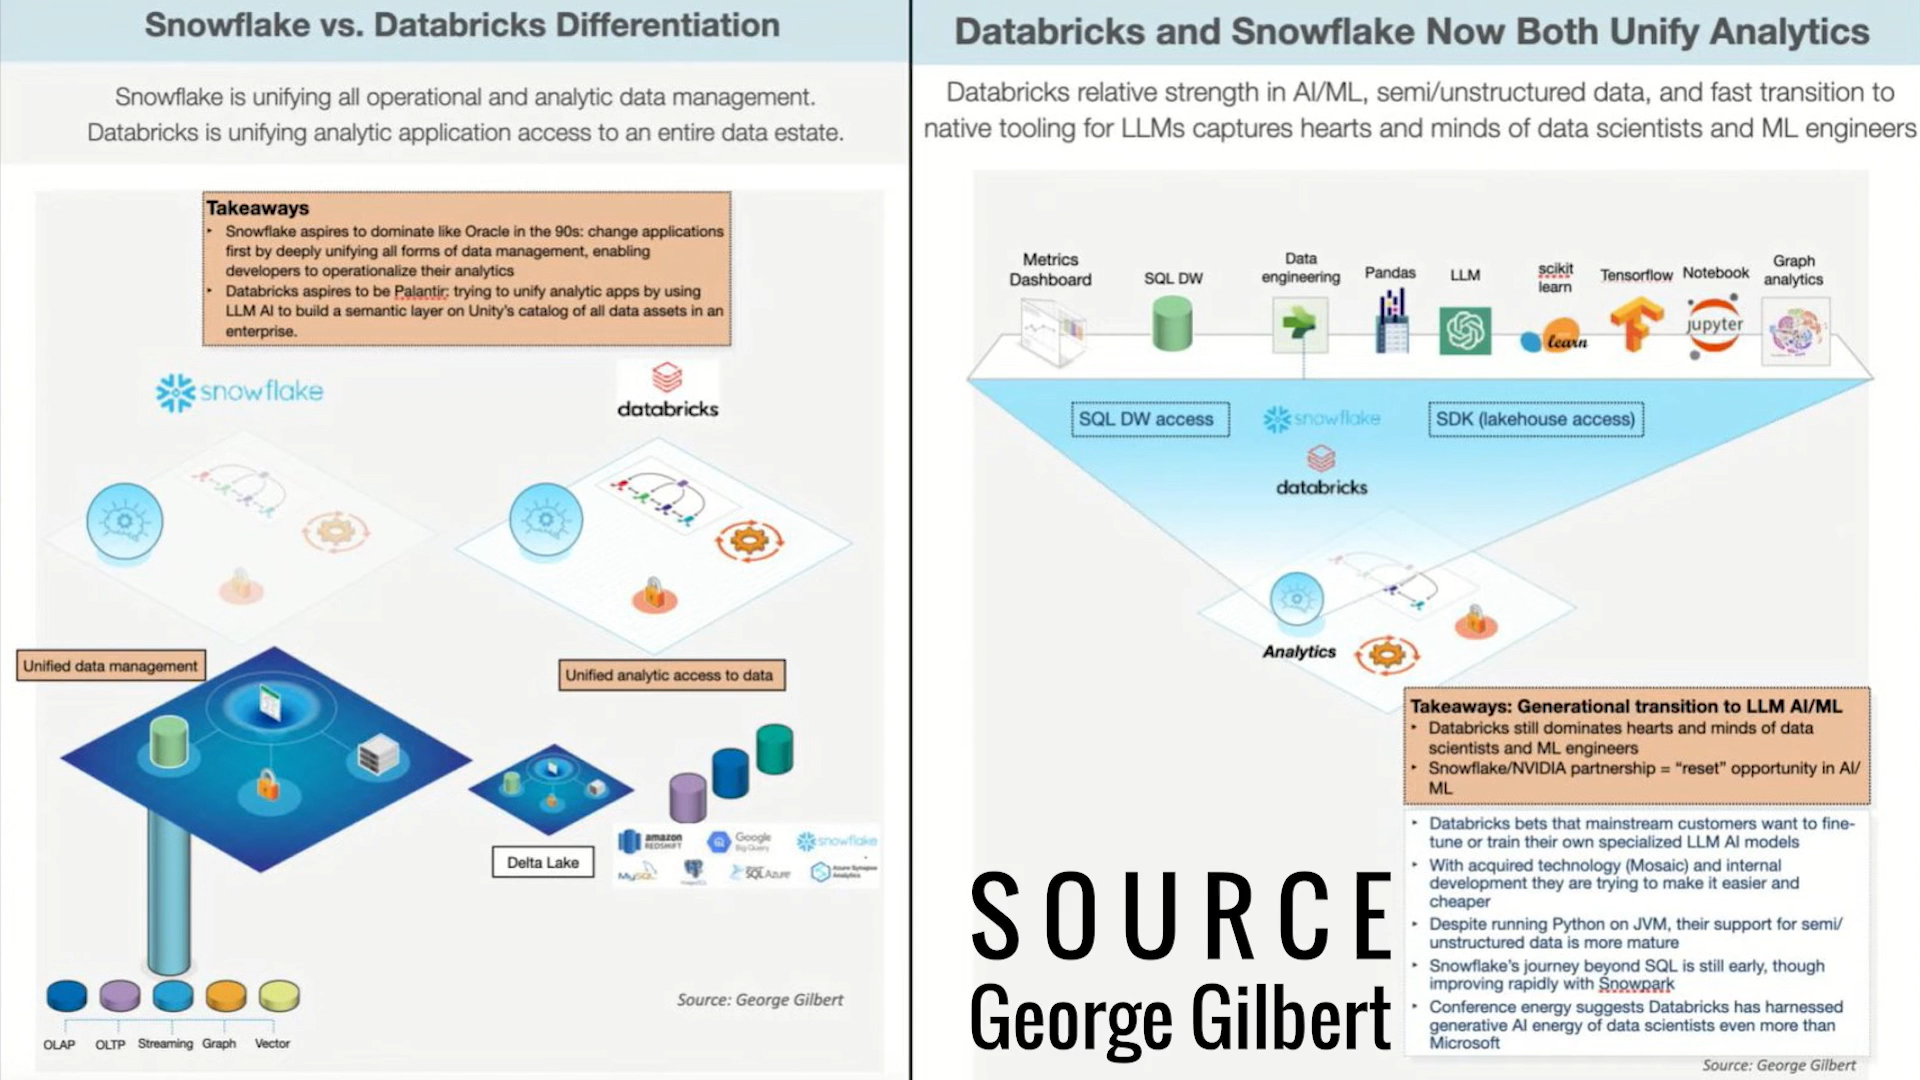 Snowflake vs. Databricks Differentiation
Snowflake is unifying all operational and analytic data management.
Databricks is unifying analytic application access to an entire data estate.
Takeaways
‣ Snowflake aspires to dominate like Oracle in the 90s: change applications
first by deeply unifying all forms of data management, enabling
developers to operationalize their analytics
‣ Databricks aspires to be Palantir: trying to unify analytic apps by using
LLM AI to build a semantic layer on Unity's catalog of all data assets in an
enterprise.
snowflake
databricks
Unified data management
Unified analytic access to data
Delta Lake
amazon
REDSHIFT
Google
Big Query
snowflake
MySQL
SQL Azure
Azure Synapse
Analytics
OLAP
OLTP
Streaming
Graph
Vector
Source: George Gilbert
Databricks and Snowflake Now Both Unify Analytics
Databricks relative strength in AI/ML, semi/unstructured data, and fast transition to
native tooling for LLMs captures hearts and minds of data scientists and ML engineers
Metrics
Dashboard
SQL DW
Data
engineering
Pandas
LLM
scikit
learn
Tensorflow
Notebook
Graph
analytics
learn
jupyter
SQL DW access
snowflake
SDK (lakehouse access)
databricks
Analytics
Takeaways: Generational transition to LLM AI/ML
‣ Databricks still dominates hearts and minds of data
scientists and ML engineers
‣ Snowflake/NVIDIA partnership = “reset” opportunity in AI/
ML
‣ Databricks bets that mainstream customers want to fine-
tune or train their own specialized LLM AI models
‣ With acquired technology (Mosaic) and internal
development they are trying to make it easier and
cheaper
‣ Despite running Python on JVM, their support for semi/
unstructured data is more mature
‣ Snowflake's journey beyond SQL is still early, though
improving rapidly with Snowpark
‣ Conference energy suggests Databricks has harnessed
generative AI energy of data scientists even more than
Microsoft
Source: George Gilbert
SOURCE
George Gilbert